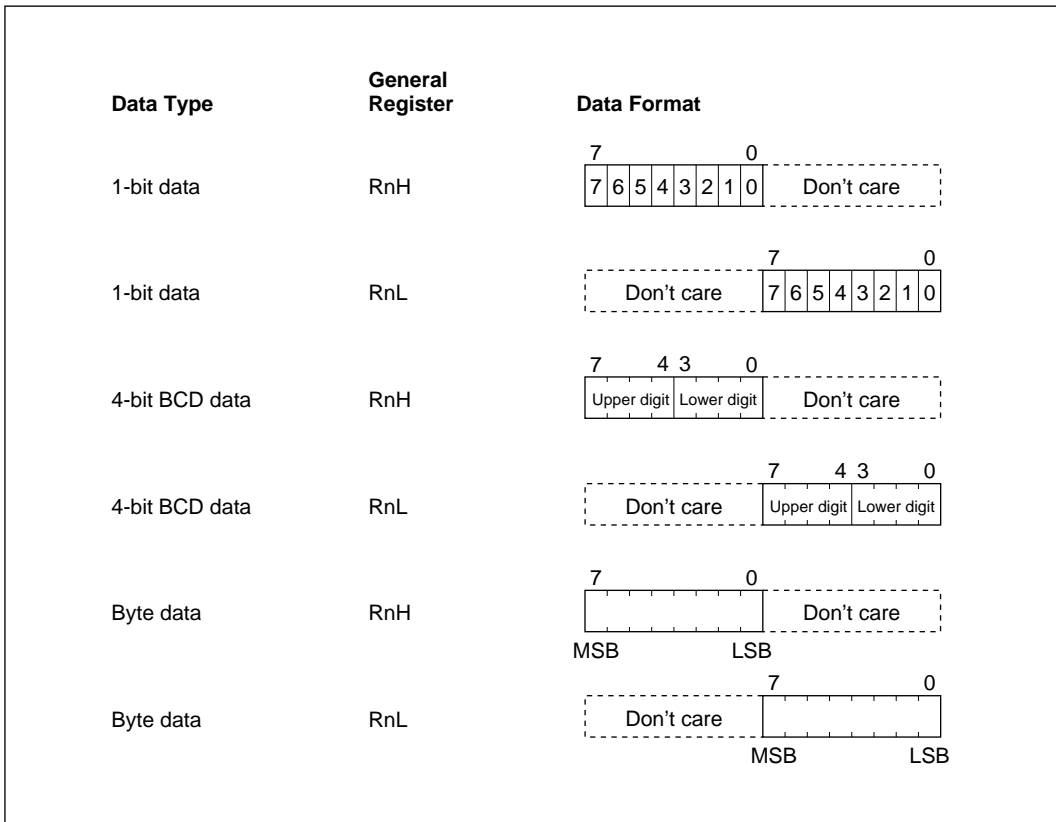 General
Data Type Register Data Format
7 0
1-bit data RnH 7 6 5 4 3 2 1 0 Don't care
7 0
1-bit data RnL Don't care 7 6 5 4 3 2 1 0
7 4 3 0
4-bit BCD data RnH Upper digit Lower digit Don't care
7 4 3 0
4-bit BCD data RnL Don't care Upper digit Lower digit
7 0
Byte data RnH Don't care
MSB LSB
7 0
Byte data RnL Don't care
MSB LSB